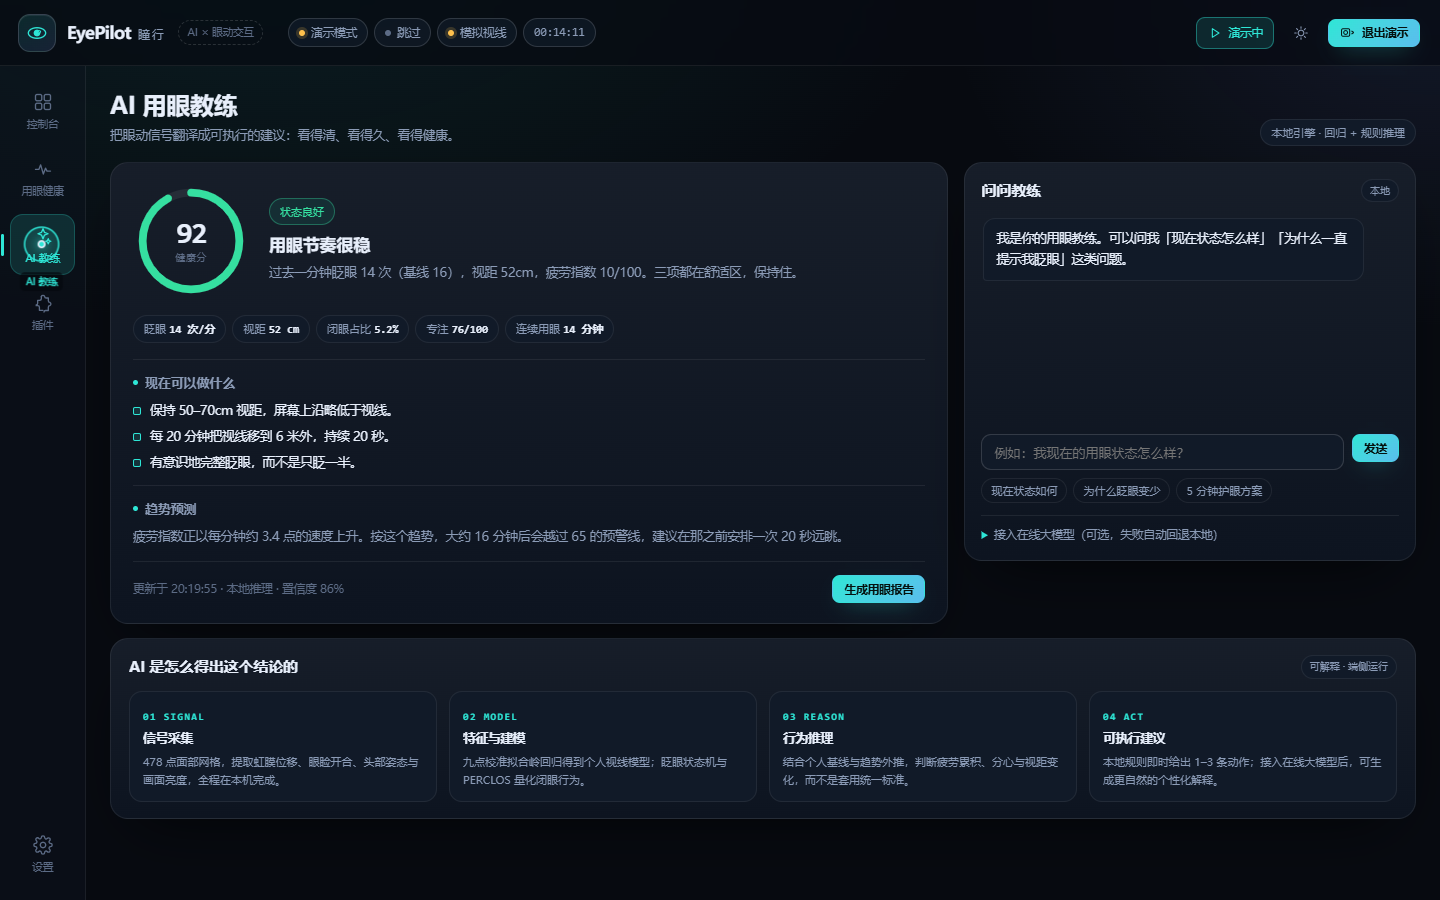 EyePilot 瞳行
AI × 眼动交互
演示模式
跳过
模拟视线
00:14:11
演示中
退出演示
控制台
用眼健康
AI 教练
AI 教练
插件
设置
AI 用眼教练
把眼动信号翻译成可执行的建议：看得清、看得久、看得健康。
本地引擎 · 回归 + 规则推理
92
健康分
状态良好
用眼节奏很稳
过去一分钟眨眼 14 次（基线 16），视距 52cm，疲劳指数 10/100。三项都在舒适区，保持住。
眨眼 14 次/分
视距 52 cm
闭眼占比 5.2%
专注 76/100
连续用眼 14 分钟
现在可以做什么
保持 50–70cm 视距，屏幕上沿略低于视线。
每 20 分钟把视线移到 6 米外，持续 20 秒。
有意识地完整眨眼，而不是只眨一半。
趋势预测
疲劳指数正以每分钟约 3.4 点的速度上升。按这个趋势，大约 16 分钟后会越过 65 的预警线，建议在那之前安排一次 20 秒远眺。
更新于 20:19:55 · 本地推理 · 置信度 86%
生成用眼报告
问问教练
本地
我是你的用眼教练。可以问我「现在状态怎么样」「为什么一直
提示我眨眼」这类问题。
例如：我现在的用眼状态怎么样？
发送
现在状态如何
为什么眨眼变少
5 分钟护眼方案
接入在线大模型（可选，失败自动回退本地）
AI 是怎么得出这个结论的
可解释 · 端侧运行
01 SIGNAL
信号采集
478 点面部网格，提取虹膜位移、眼睑开合、头部姿态与
画面亮度，全程在本机完成。
02 MODEL
特征与建模
九点校准拟合岭回归得到个人视线模型；眨眼状态机与
PERCLOS 量化闭眼行为。
03 REASON
行为推理
结合个人基线与趋势外推，判断疲劳累积、分心与视距变
化，而不是套用统一标准。
04 ACT
可执行建议
本地规则即时给出 1–3 条动作；接入在线大模型后，可生
成更自然的个性化解释。